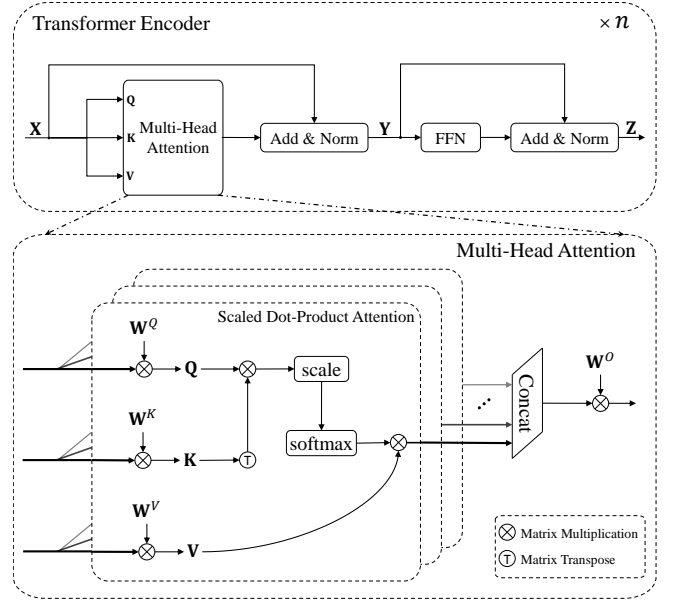 Transformer Encoder
× n
X
Q
K
V
Multi-Head
Attention
Add & Norm
Y
FFN
Add & Norm
Z
Multi-Head Attention
Scaled Dot-Product Attention
W^Q
Q
scale
W^K
K
T
softmax
W^V
V
Concat
W^O
Matrix Multiplication
T Matrix Transpose